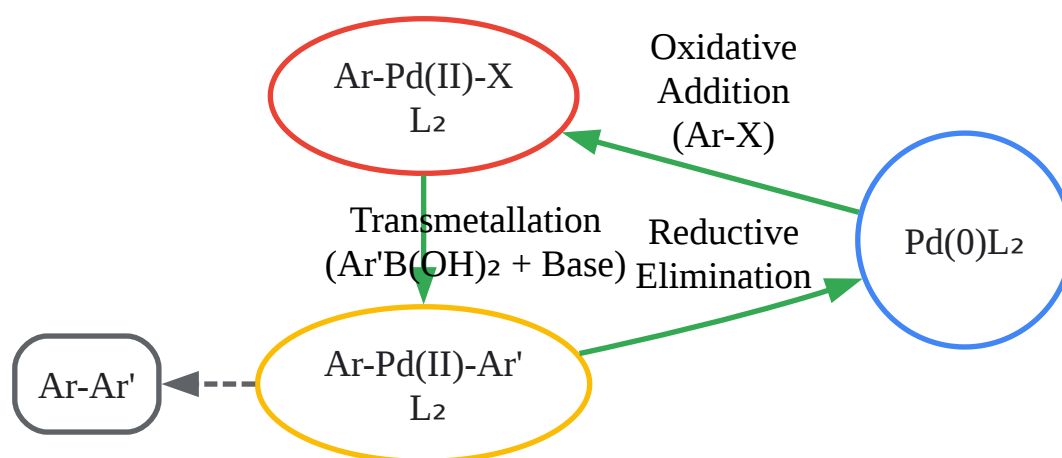 Ar-Pd(II)-X
L₂
Oxidative
Addition
(Ar-X)
Transmetallation
(Ar'B(OH)₂ + Base)
Reductive
Elimination
Pd(0)L₂
Ar-Ar'
Ar-Pd(II)-Ar'
L₂